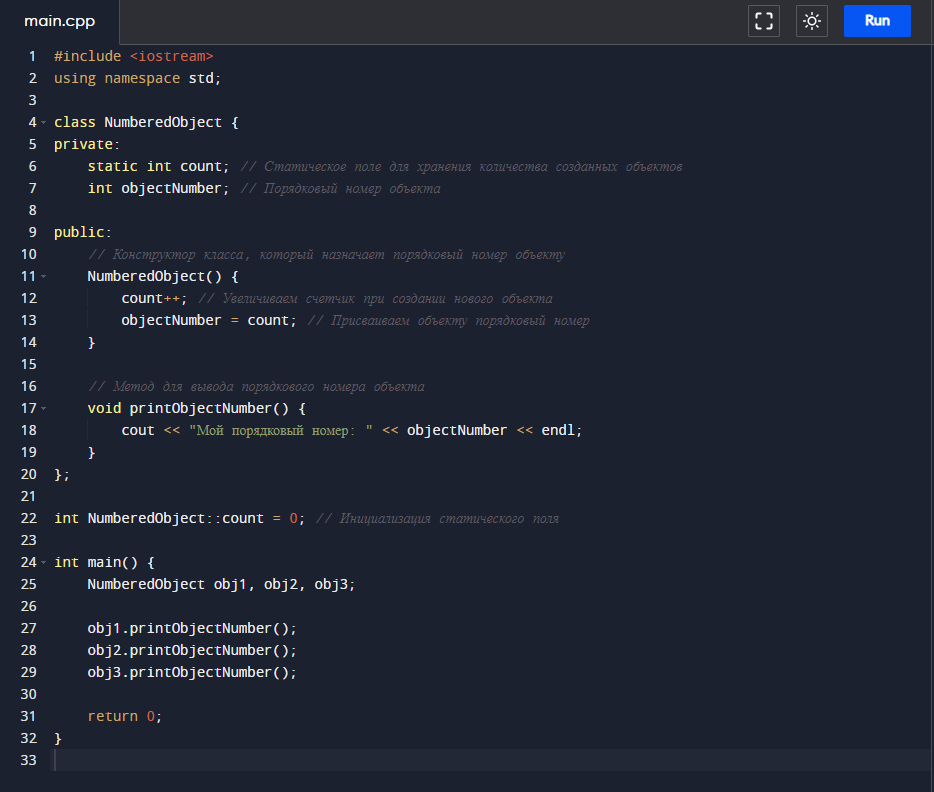 main.cpp
Run
1 #include <iostream>
2 using namespace std;
3
4 class NumberedObject {
5 private:
6     static int count; // Статическое поле для хранения количества созданных объектов
7     int objectNumber; // Порядковый номер объекта
8
9 public:
10     // Конструктор класса, который назначает порядковый номер объекту
11     NumberedObject() {
12         count++; // Увеличиваем счетчик при создании нового объекта
13         objectNumber = count; // Присваиваем объекту порядковый номер
14     }
15
16     // Метод для вывода порядкового номера объекта
17     void printObjectNumber() {
18         cout << "Мой порядковый номер: " << objectNumber << endl;
19     }
20 };
21
22 int NumberedObject::count = 0; // Инициализация статического поля
23
24 int main() {
25     NumberedObject obj1, obj2, obj3;
26
27     obj1.printObjectNumber();
28     obj2.printObjectNumber();
29     obj3.printObjectNumber();
30
31     return 0;
32 }
33